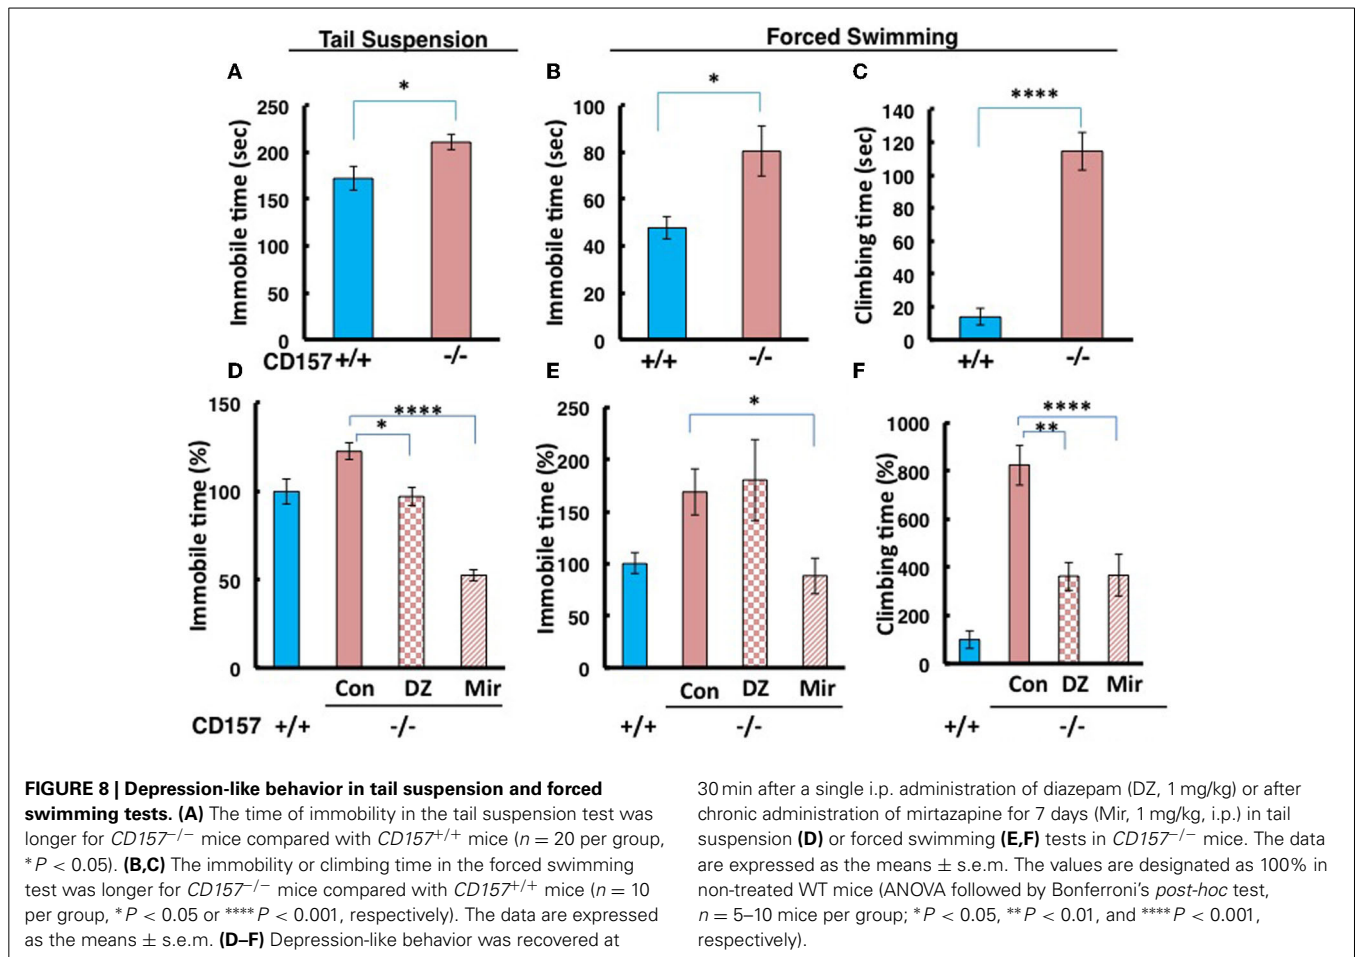 Tail Suspension
Forced Swimming
A
B
C
*
*
****
Immobile time (sec)
250
200
150
100
50
0
CD157 +/+ -/-
Immobile time (sec)
100
80
60
40
20
0
+/+ -/-
Climbing time (sec)
140
120
100
80
60
40
20
0
+/+ -/-
D
E
F
Immobile time (%)
150
100
50
0
****
*
Con DZ Mir
CD157 +/+ -/-
Immobile time (%)
250
200
150
100
50
0
*
Con DZ Mir
+/+ -/-
Climbing time (%)
1000
800
600
400
200
0
****
**
Con DZ Mir
+/+ -/-
FIGURE 8 | Depression-like behavior in tail suspension and forced
swimming tests. (A) The time of immobility in the tail suspension test was
longer for CD157−/− mice compared with CD157+/+ mice (n = 20 per group,
*P < 0.05). (B,C) The immobility or climbing time in the forced swimming
test was longer for CD157−/− mice compared with CD157+/+ mice (n = 10
per group, *P < 0.05 or ****P < 0.001, respectively). The data are expressed
as the means ± s.e.m. (D–F) Depression-like behavior was recovered at
30 min after a single i.p. administration of diazepam (DZ, 1 mg/kg) or after
chronic administration of mirtazapine for 7 days (Mir, 1 mg/kg, i.p.) in tail
suspension (D) or forced swimming (E,F) tests in CD157−/− mice. The data
are expressed as the means ± s.e.m. The values are designated as 100% in
non-treated WT mice (ANOVA followed by Bonferroni's post-hoc test,
n = 5–10 mice per group; *P < 0.05, **P < 0.01, and ****P < 0.001,
respectively).